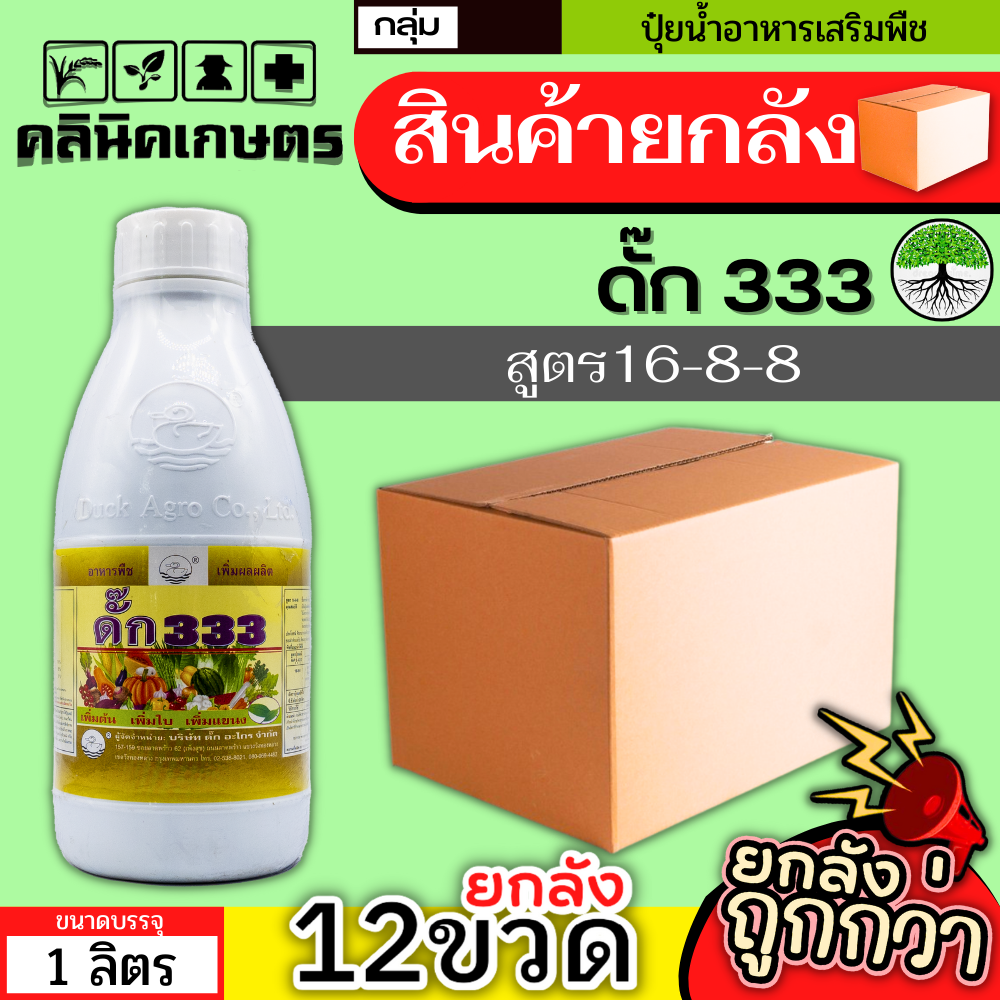 กลุ่ม
ปุ๋ยน้ำอาหารเสริมพืช
คลินิคเกษตร
สินค้ายกลัง
ดั๊ก 333
สูตร16-8-8
Duck Agro Co., Ltd.
อาหารพืช
®
เพิ่มผลผลิต
ดั๊ก 333
เพิ่มต้น เพิ่มใบ เพิ่มแขนง
ผู้จัดจำหน่าย: บริษัท ดั๊ก อะโกร จำกัด
ยกลัง
12ขวด
ยกลัง
ถูกกว่า
ขนาดบรรจุ
1 ลิตร